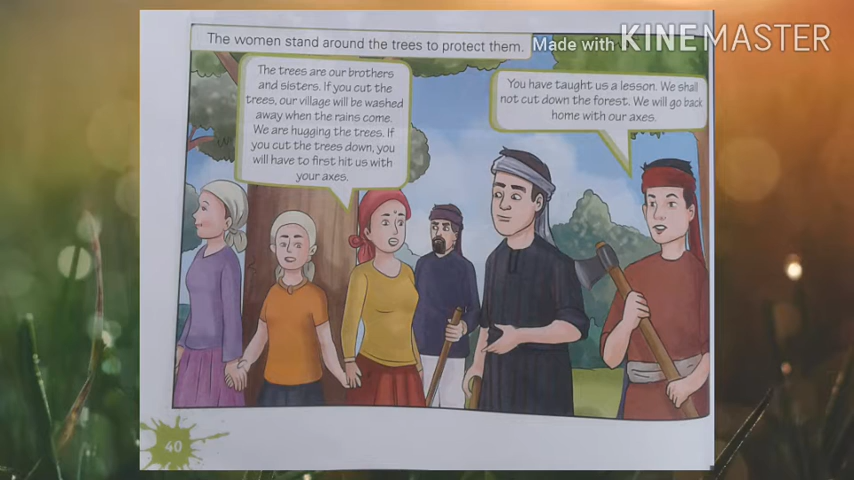 The women stand around the trees to protect them.
Made with KINEMASTER
The trees are our brothers
and sisters. If you cut the
trees, our village will be washed
away when the rains come.
We are hugging the trees. If
you cut the trees down, you
will have to first hit us with
your axes.
You have taught us a lesson. We shall
not cut down the forest. We will go back
home with our axes.
40